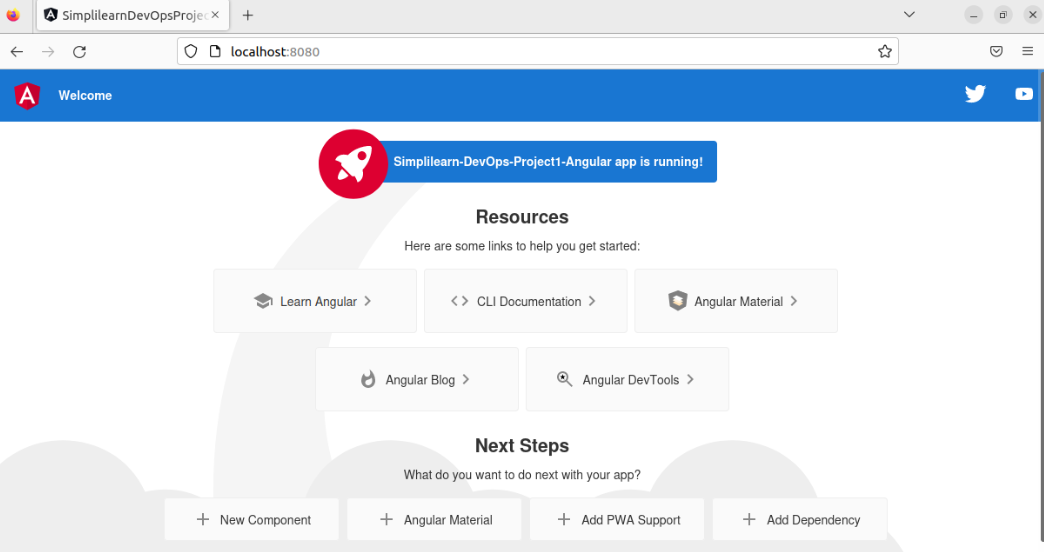 SimplilearnDevOpsProjec
localhost:8080
Welcome
Simplilearn-DevOps-Project1-Angular app is running!
Resources
Here are some links to help you get started:
Learn Angular
CLI Documentation
Angular Material
Angular Blog
Angular DevTools
Next Steps
What do you want to do next with your app?
New Component
Angular Material
Add PWA Support
Add Dependency